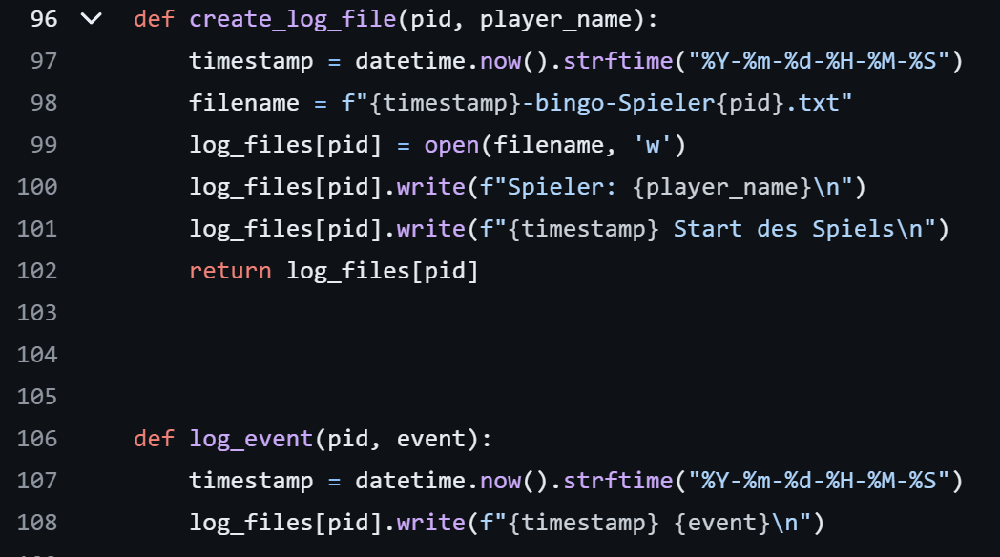 96 def create_log_file(pid, player_name):
97 timestamp = datetime.now().strftime("%Y-%m-%d-%H-%M-%S")
98 filename = f"{timestamp}-bingo-Spieler{pid}.txt"
99 log_files[pid] = open(filename, 'w')
100 log_files[pid].write(f"Spieler: {player_name}\n")
101 log_files[pid].write(f"{timestamp} Start des Spiels\n")
102 return log_files[pid]
103
104
105
106 def log_event(pid, event):
107 timestamp = datetime.now().strftime("%Y-%m-%d-%H-%M-%S")
108 log_files[pid].write(f"{timestamp} {event}\n")